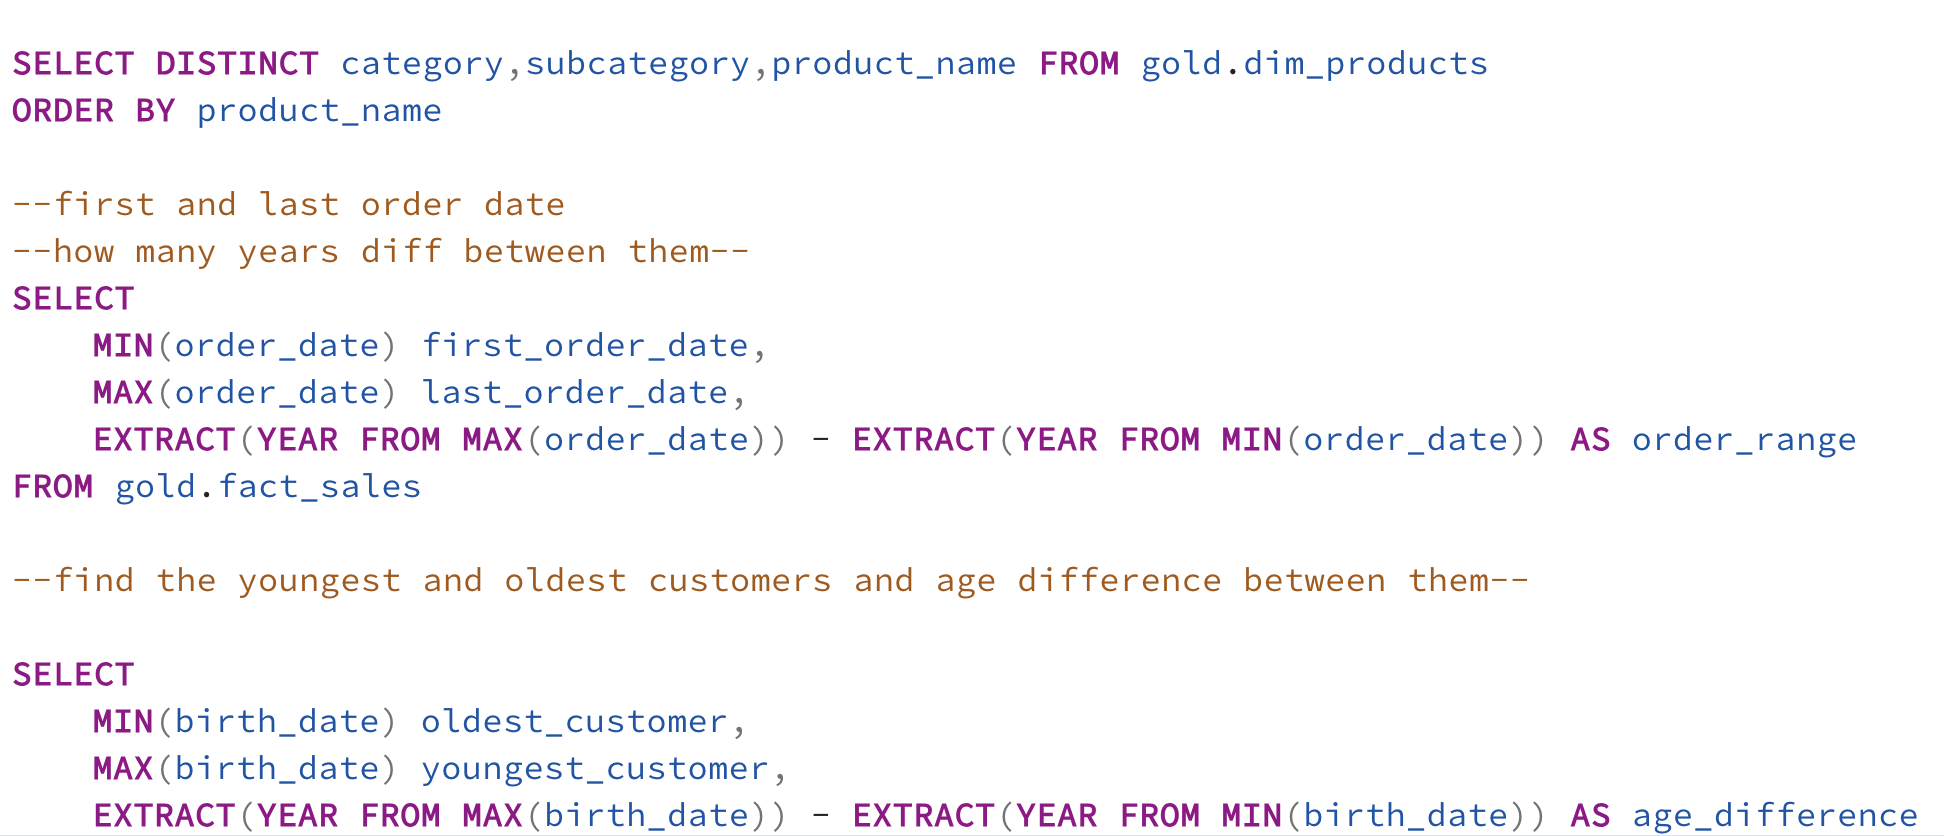 SELECT DISTINCT category,subcategory,product_name FROM gold.dim_products
ORDER BY product_name
--first and last order date
--how many years diff between them--
SELECT
MIN(order_date) first_order_date,
MAX(order_date) last_order_date,
EXTRACT(YEAR FROM MAX(order_date)) - EXTRACT(YEAR FROM MIN(order_date)) AS order_range
FROM gold.fact_sales
--find the youngest and oldest customers and age difference between them--
SELECT
MIN(birth_date) oldest_customer,
MAX(birth_date) youngest_customer,
EXTRACT(YEAR FROM MAX(birth_date)) - EXTRACT(YEAR FROM MIN(birth_date)) AS age_difference